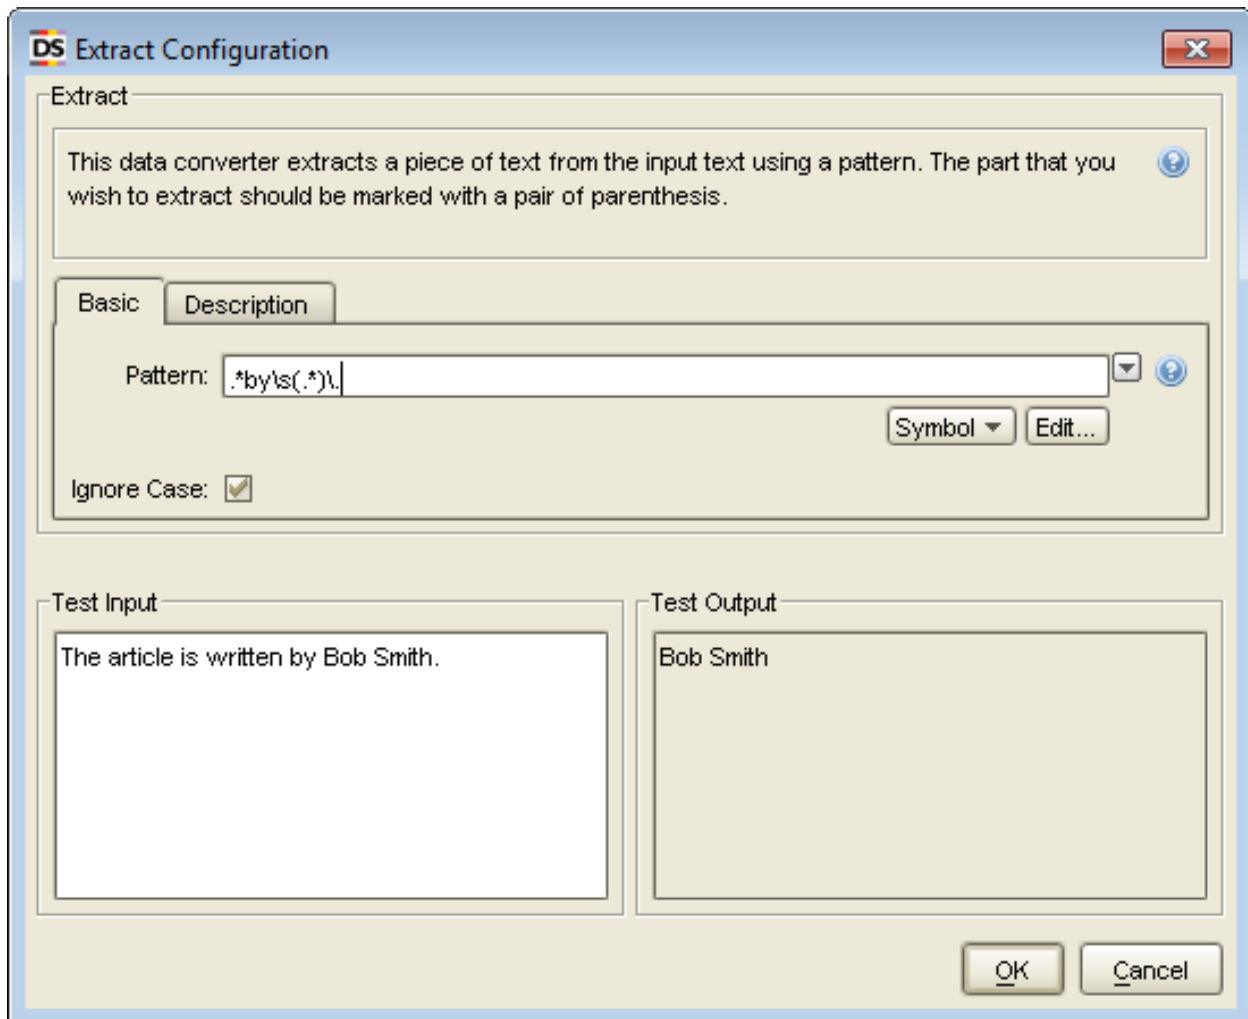 DS Extract Configuration
Extract
This data converter extracts a piece of text from the input text using a pattern. The part that you
wish to extract should be marked with a pair of parenthesis.
Basic Description
Pattern: .*by\s(.*)\.
Symbol Edit...
Ignore Case:
Test Input Test Output
The article is written by Bob Smith. Bob Smith
OK Cancel